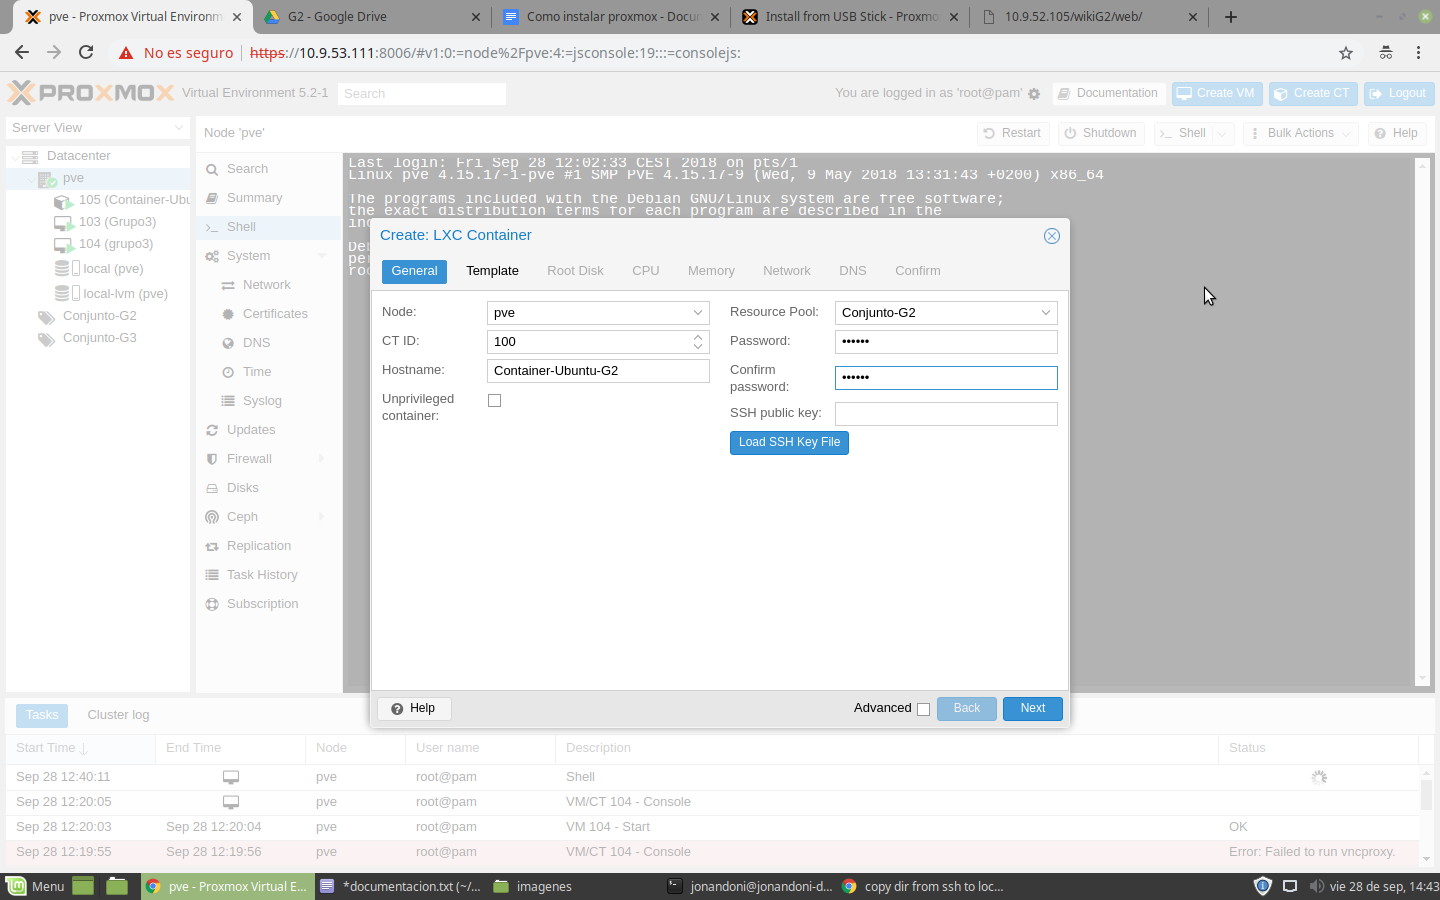 pve - Proxmox Virtual Environm
G2 - Google Drive
Como instalar proxmox - Docun
Install from USB Stick - Proxmo
10.9.52.105/wikiG2/web/
No es seguro
https://10.9.53.111:8006/#v1:0:=node%2Fpve:4:=jsconsole:19:::=consolejs:
PROXMOX
Virtual Environment 5.2-1
Search
You are logged in as 'root@pam'
Documentation
Create VM
Create CT
Logout
Server View
Node 'pve'
Restart
Shutdown
Shell
Bulk Actions
Help
Datacenter
pve
105 (Container-Ubu
103 (Grupo3)
104 (grupo3)
local (pve)
local-lvm (pve)
Conjunto-G2
Conjunto-G3
Search
Summary
Shell
System
Network
Certificates
DNS
Time
Syslog
Updates
Firewall
Disks
Ceph
Replication
Task History
Subscription
Last login: Fri Sep 28 12:02:33 CEST 2018 on pts/1
Linux pve 4.15.17-1-pve #1 SMP PVE 4.15.17-9 (Wed, 9 May 2018 13:31:43 +0200) x86_64
The programs included with the Debian GNU/Linux system are free software;
the exact distribution terms for each program are described in the
ind
Deb
per
roo
Create: LXC Container
General
Template
Root Disk
CPU
Memory
Network
DNS
Confirm
Node:
pve
CT ID:
100
Hostname:
Container-Ubuntu-G2
Unprivileged
container:
Resource Pool:
Conjunto-G2
Password:
••••••
Confirm
password:
••••••
SSH public key:
Load SSH Key File
Help
Advanced
Back
Next
Tasks
Cluster log
Start Time
End Time
Node
User name
Description
Status
Sep 28 12:40:11
pve
root@pam
Shell
Sep 28 12:20:05
pve
root@pam
VM/CT 104 - Console
Sep 28 12:20:03
Sep 28 12:20:04
pve
root@pam
VM 104 - Start
OK
Sep 28 12:19:55
Sep 28 12:19:56
pve
root@pam
VM/CT 104 - Console
Error: Failed to run vncproxy.
Menu
pve - Proxmox Virtual E...
*documentacion.txt (~/...
imagenes
jonandoni@jonandoni-d...
copy dir from ssh to loc...
vie 28 de sep, 14:43